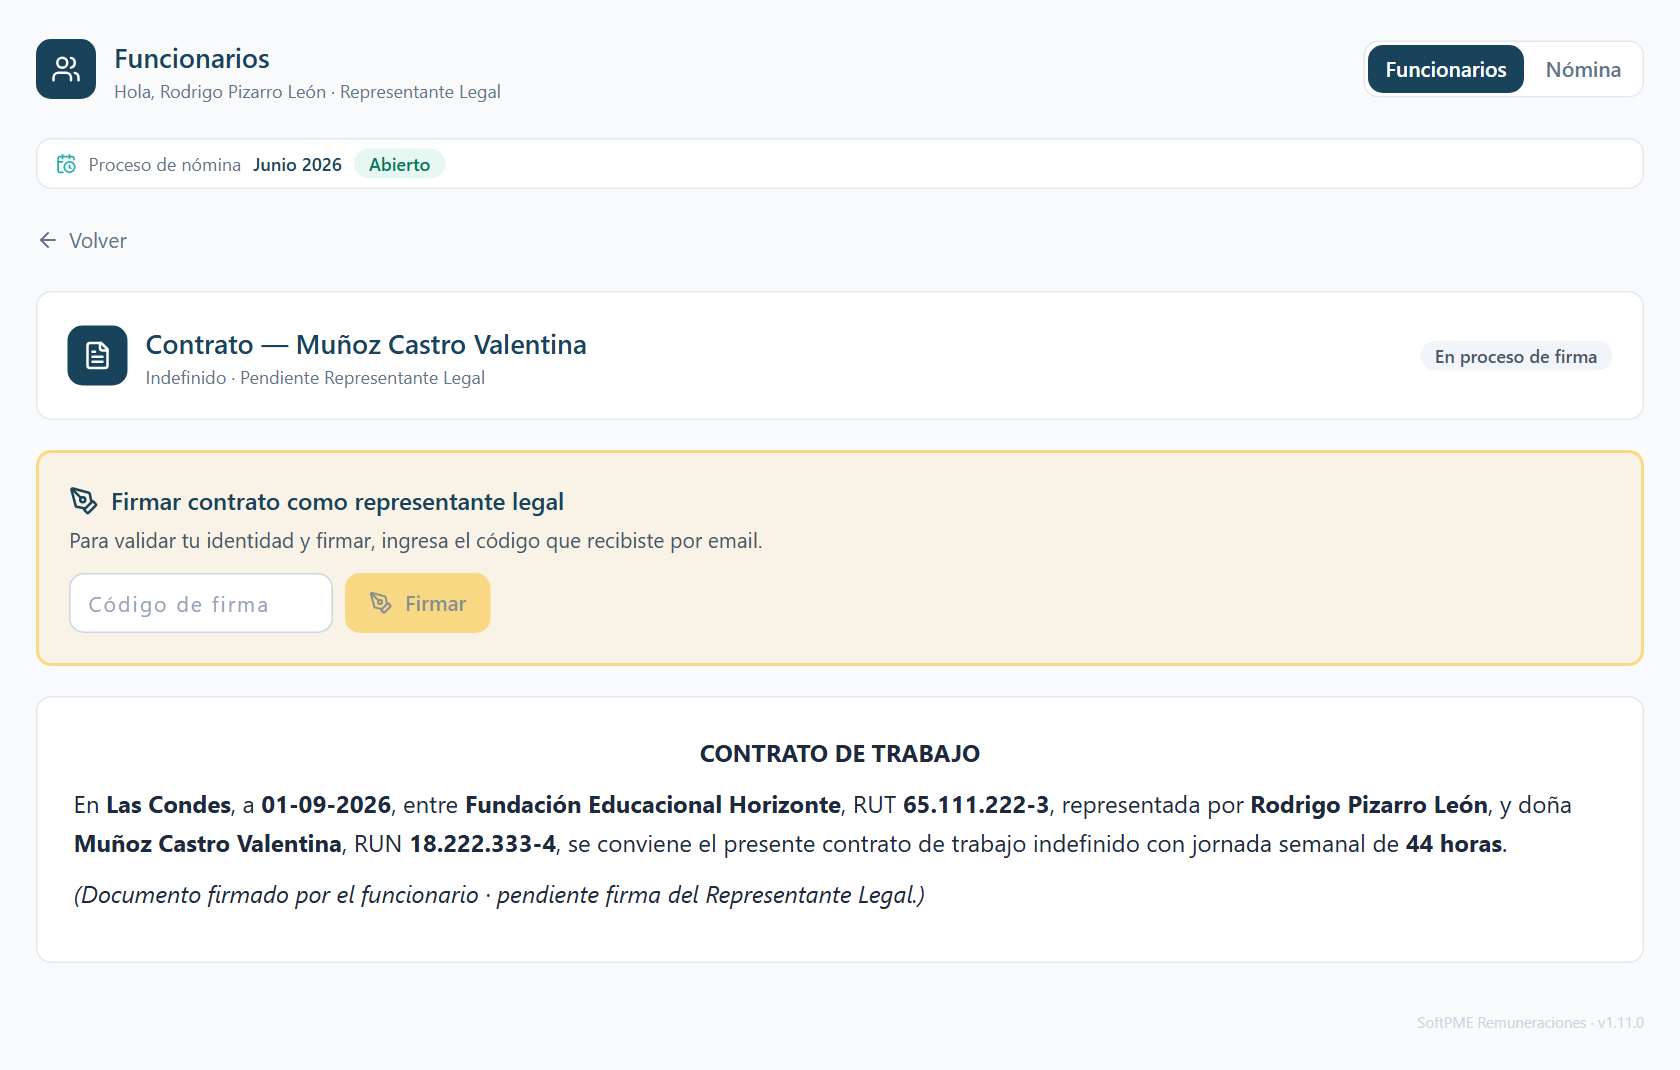 Funcionarios
Hola, Rodrigo Pizarro León · Representante Legal
Funcionarios
Nómina
Proceso de nómina Junio 2026 Abierto
Volver
Contrato — Muñoz Castro Valentina
Indefinido · Pendiente Representante Legal
En proceso de firma
Firmar contrato como representante legal
Para validar tu identidad y firmar, ingresa el código que recibiste por email.
Código de firma
Firmar
CONTRATO DE TRABAJO
En Las Condes, a 01-09-2026, entre Fundación Educacional Horizonte, RUT 65.111.222-3, representada por Rodrigo Pizarro León, y doña
Muñoz Castro Valentina, RUN 18.222.333-4, se conviene el presente contrato de trabajo indefinido con jornada semanal de 44 horas.
(Documento firmado por el funcionario · pendiente firma del Representante Legal.)
SoftPME Remuneraciones · v1.11.0